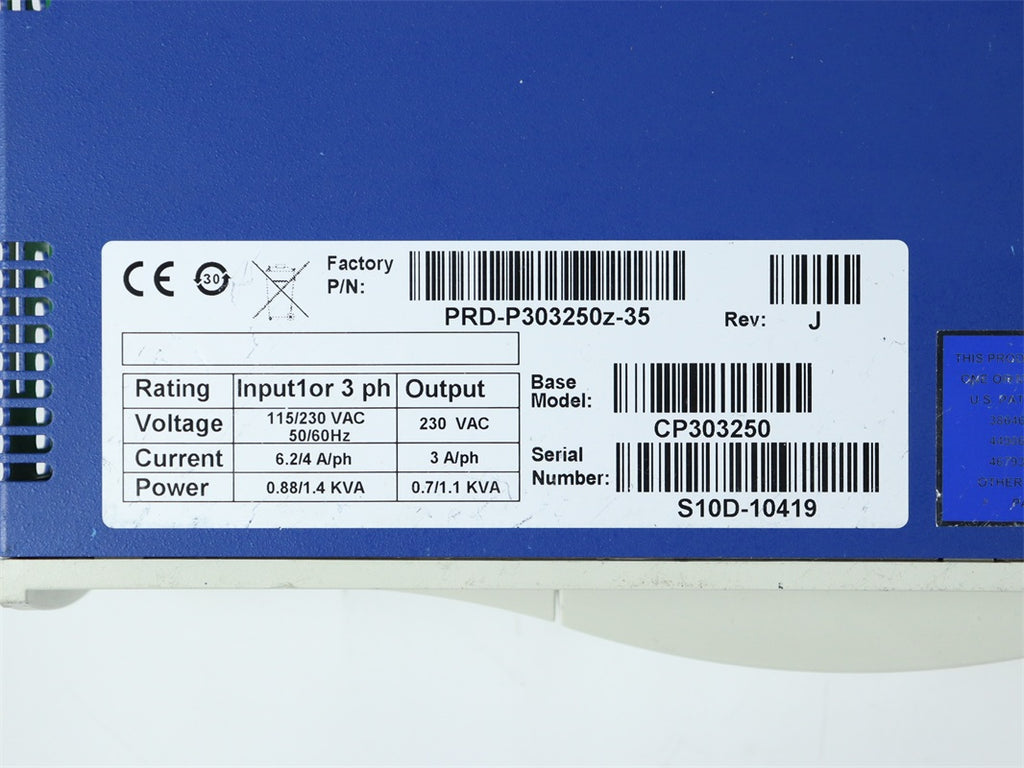 CE
30
Factory
P/N:
PRD-P303250z-35
Rev: J
Rating Input1or 3 ph Output
Voltage 115/230 VAC 50/60Hz 230 VAC
Current 6.2/4 A/ph 3 A/ph
Power 0.88/1.4 KVA 0.7/1.1 KVA
Base
Model:
CP303250
Serial
Number:
S10D-10419
THIS PROD
U.S. PAT
OTHER